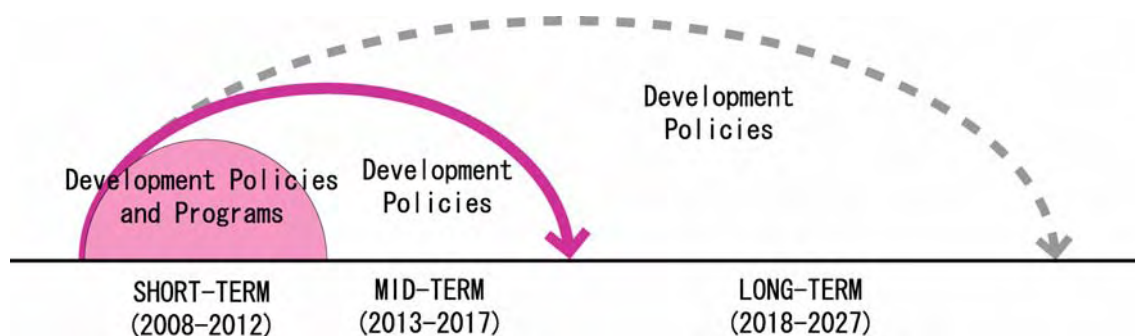 Development
Policies
Development Policies
and Programs
Development
Policies
SHORT-TERM
(2008-2012)
MID-TERM
(2013-2017)
LONG-TERM
(2018-2027)